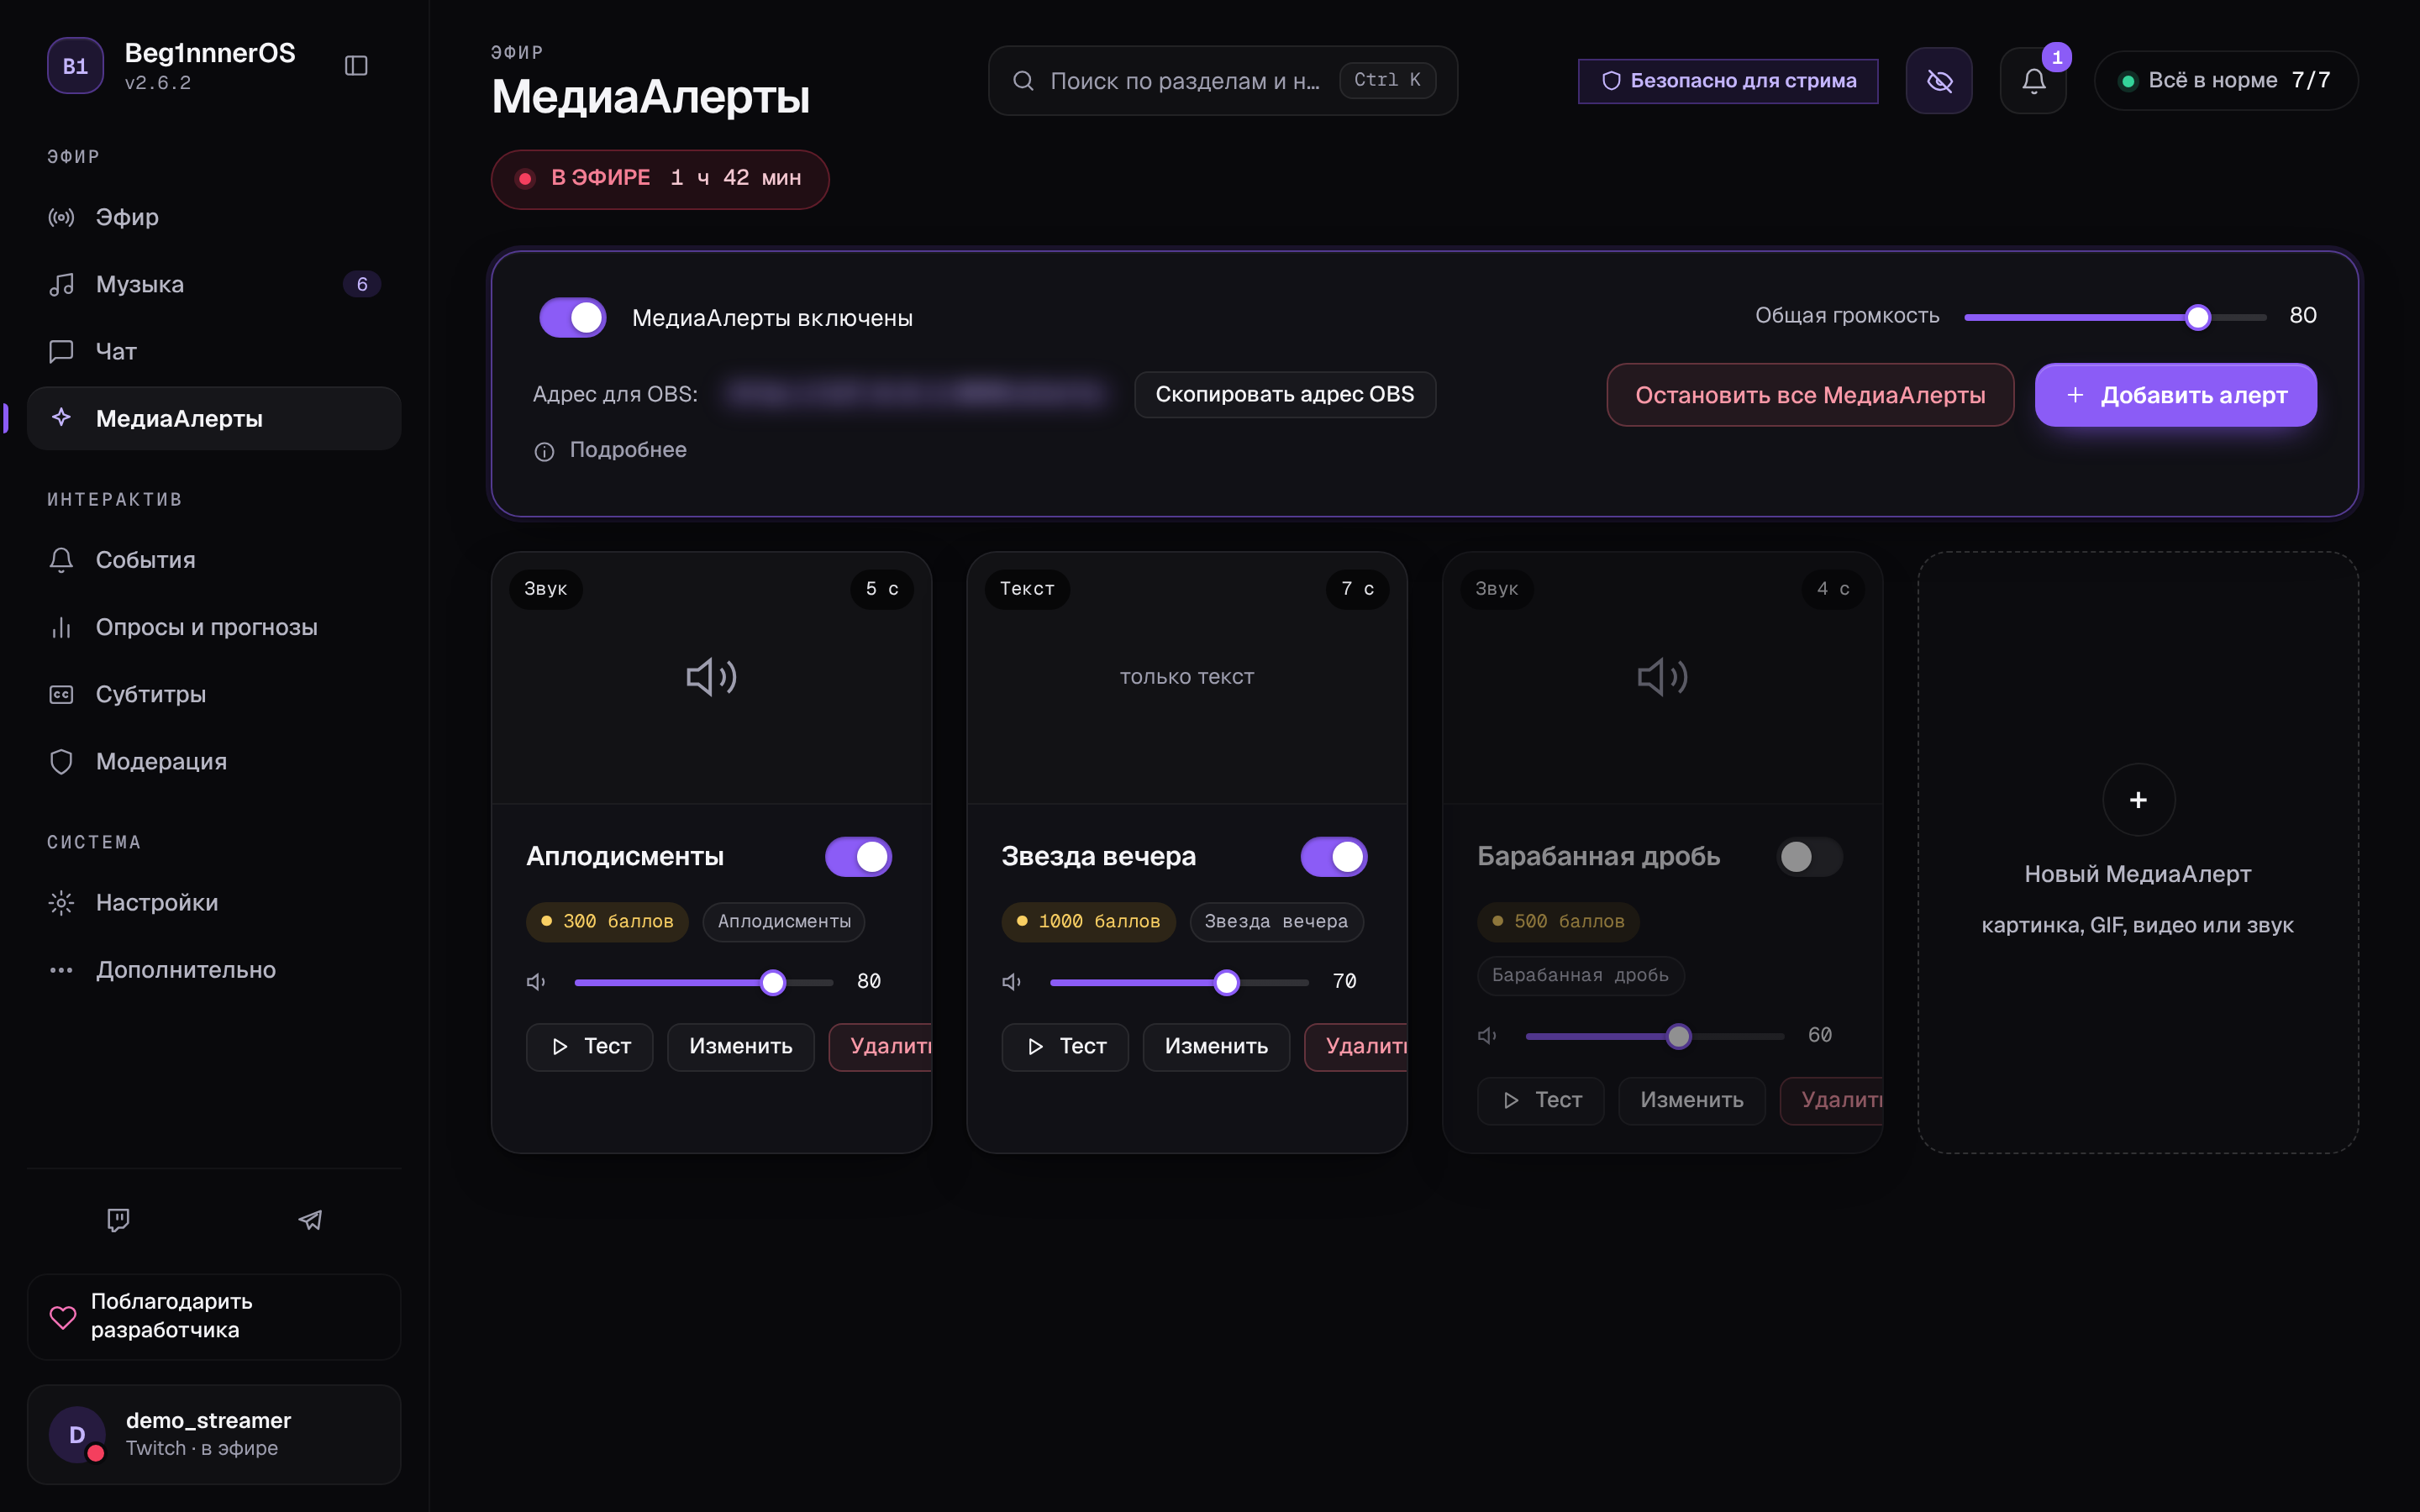 B1
Beg1nnnerOS
v2.6.2
ЭФИР
Эфир
Музыка
6
Чат
МедиаАлерты
ИНТЕРАКТИВ
События
Опросы и прогнозы
Субтитры
Модерация
СИСТЕМА
Настройки
Дополнительно
Поблагодарить
разработчика
D
demo_streamer
Twitch · в эфире
ЭФИР
МедиаАлерты
Поиск по разделам и н...
Ctrl K
Безопасно для стрима
1
Всё в норме 7/7
В ЭФИРЕ 1 ч 42 мин
МедиаАлерты включены
Общая громкость
80
Адрес для OBS:
Скопировать адрес OBS
Остановить все МедиаАлерты
Добавить алерт
Подробнее
Звук
5 с
Аплодисменты
300 баллов
Аплодисменты
80
Тест
Изменить
Удалить
Текст
7 с
только текст
Звезда вечера
1000 баллов
Звезда вечера
70
Тест
Изменить
Удалить
Звук
4 с
Барабанная дробь
500 баллов
Барабанная дробь
60
Тест
Изменить
Удалить
Новый МедиаАлерт
картинка, GIF, видео или звук